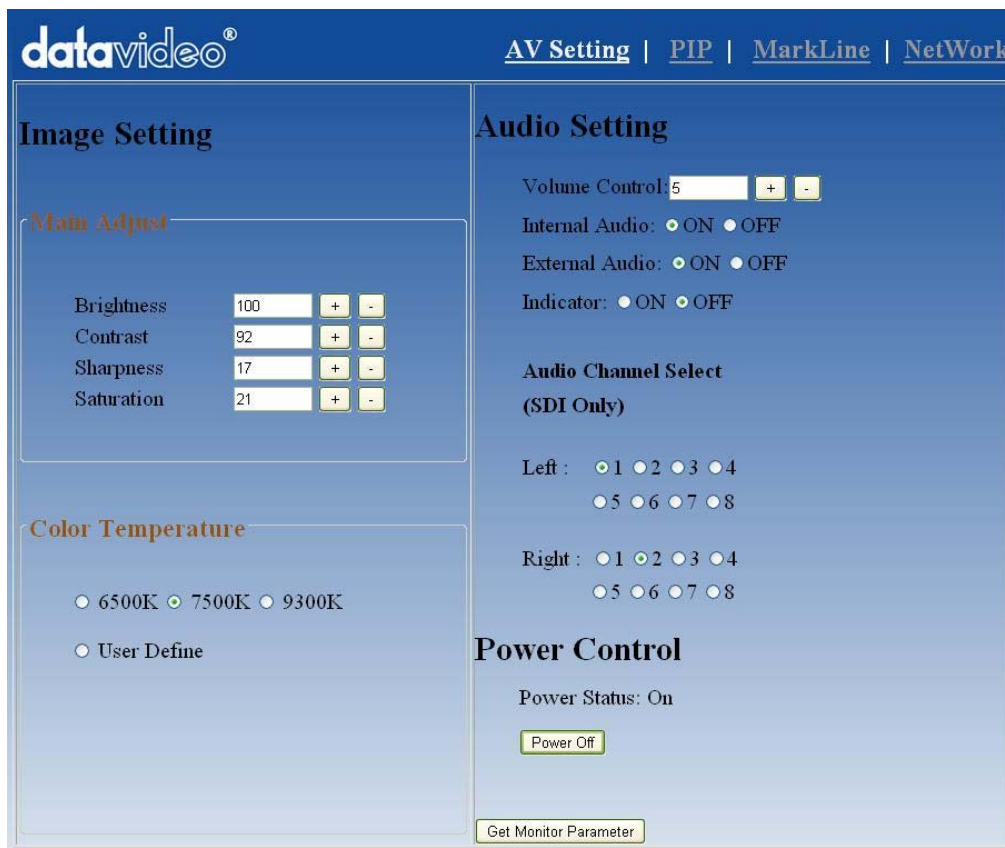 datavideo®
AV Setting | PIP | MarkLine | NetWork
Image Setting
Main Adjust
Brightness 100 + -
Contrast 92 + -
Sharpness 17 + -
Saturation 21 + -
Color Temperature
6500K 7500K 9300K
User Define
Audio Setting
Volume Control: 5 + -
Internal Audio: ON OFF
External Audio: ON OFF
Indicator: ON OFF
Audio Channel Select
(SDI Only)
Left : 1 2 3 4
5 6 7 8
Right : 1 2 3 4
5 6 7 8
Power Control
Power Status: On
Power Off
Get Monitor Parameter